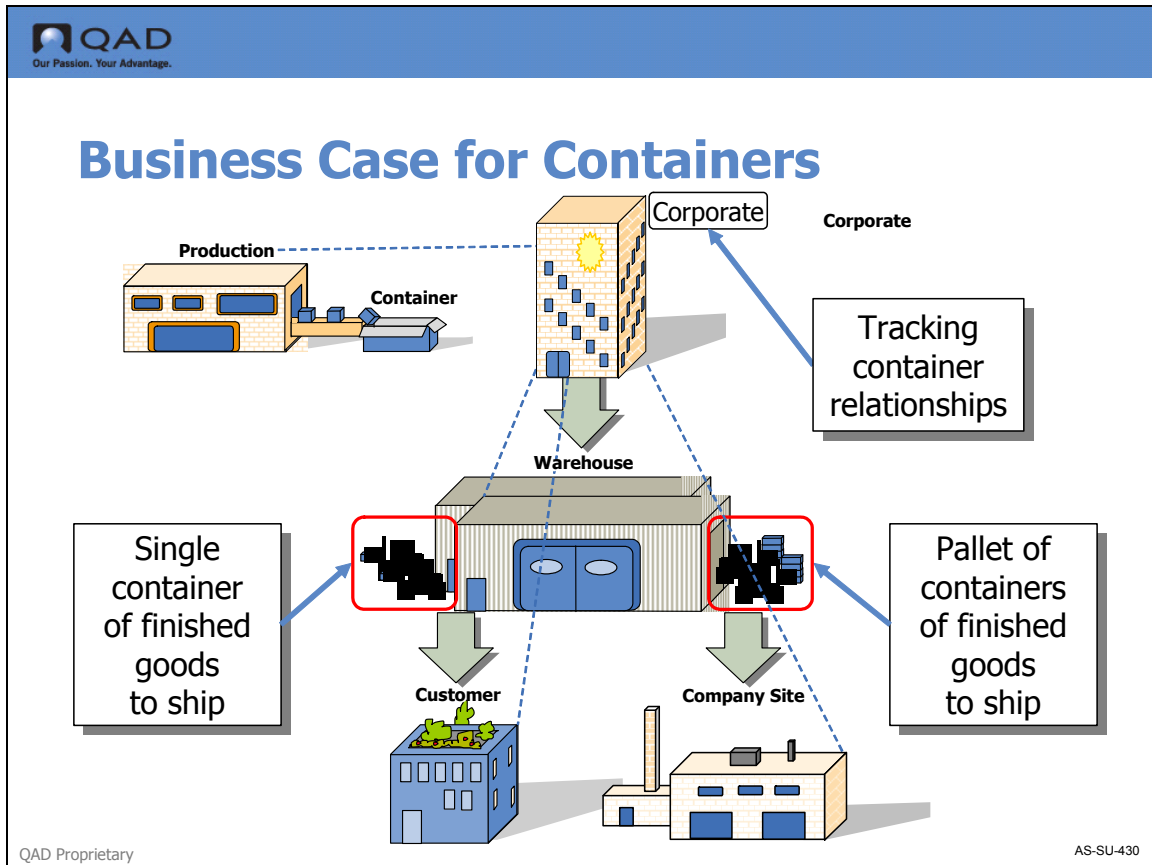 QAD
Our Passion. Your Advantage.
Business Case for Containers
Corporate
Corporate
Production
Container
Tracking
container
relationships
Warehouse
Single
container
of finished
goods
to ship
Pallet of
containers
of finished
goods
to ship
Customer
Company Site
QAD Proprietary
AS-SU-430